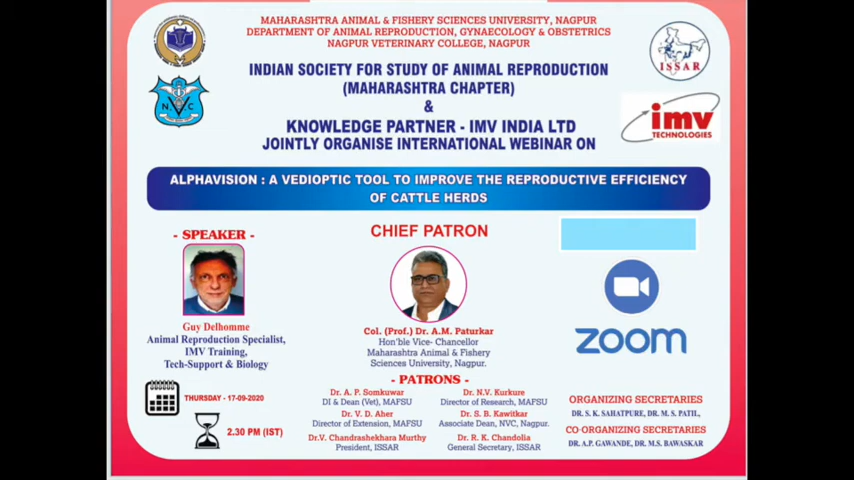 MAHARASHTRA ANIMAL & FISHERY SCIENCES UNIVERSITY, NAGPUR
DEPARTMENT OF ANIMAL REPRODUCTION, GYNAECOLOGY & OBSTETRICS
NAGPUR VETERINARY COLLEGE, NAGPUR
INDIAN SOCIETY FOR STUDY OF ANIMAL REPRODUCTION
(MAHARASHTRA CHAPTER)
&
KNOWLEDGE PARTNER - IMV INDIA LTD
JOINTLY ORGANISE INTERNATIONAL WEBINAR ON
N V C
ISSAR
imv
TECHNOLOGIES
ALPHAVISION : A VEDIOPTIC TOOL TO IMPROVE THE REPRODUCTIVE EFFICIENCY
OF CATTLE HERDS
- SPEAKER -
Guy Delhomme
Animal Reproduction Specialist,
IMV Training,
Tech-Support & Biology
THURSDAY - 17-09-2020
2.30 PM (IST)
CHIEF PATRON
Col. (Prof.) Dr. A.M. Paturkar
Hon'ble Vice- Chancellor
Maharashtra Animal & Fishery
Sciences University, Nagpur.
- PATRONS -
Dr. A. P. Somkuwar
DI & Dean (Vet), MAFSU
Dr. V. D. Aher
Director of Extension, MAFSU
Dr.V. Chandrashekhara Murthy
President, ISSAR
Dr. N.V. Kurkure
Director of Research, MAFSU
Dr. S. B. Kawitkar
Associate Dean, NVC, Nagpur.
Dr. R. K. Chandolia
General Secretary, ISSAR
zoom
ORGANIZING SECRETARIES
DR. S. K. SAHATPURE, DR. M. S. PATIL,
CO-ORGANIZING SECRETARIES
DR. A.P. GAWANDE, DR. M.S. BAWASKAR